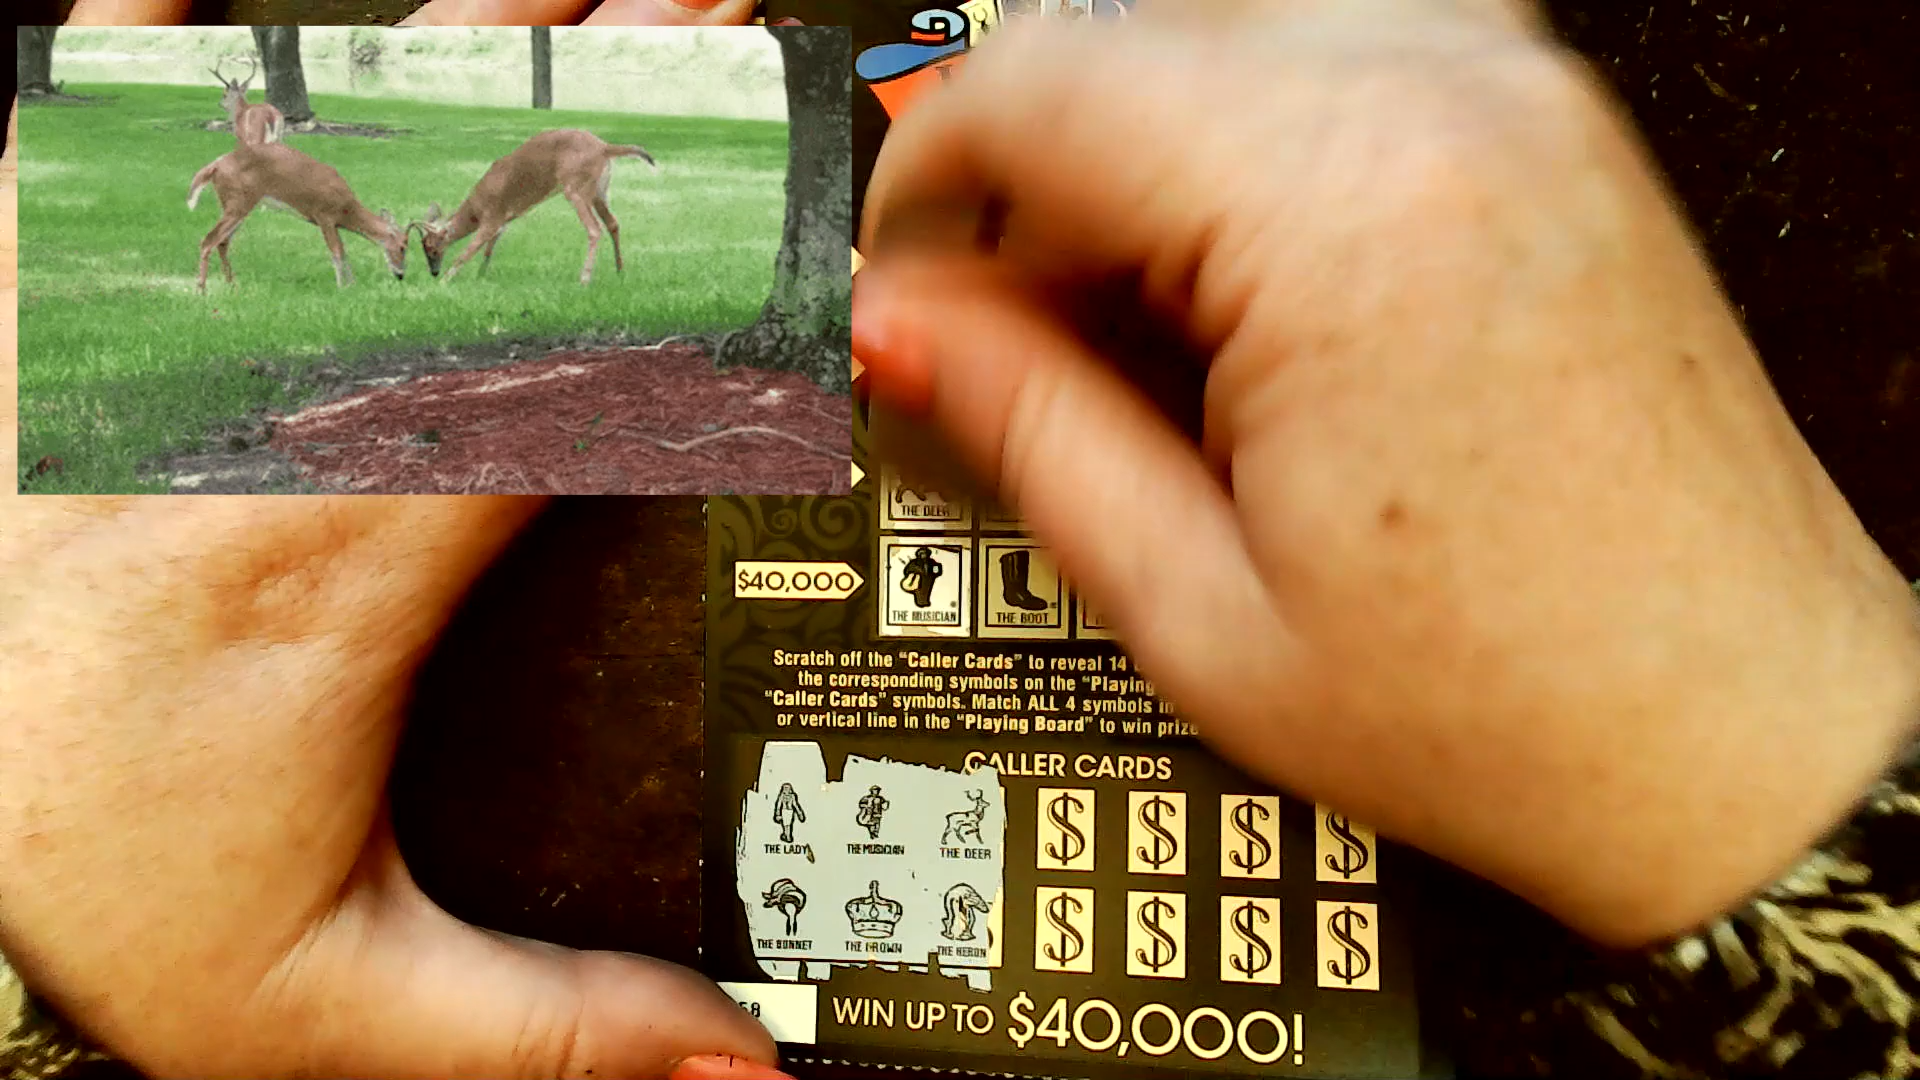 THE DEER
$40,000
THE MUSICIAN
THE BOOT
Scratch off the "Caller Cards" to reveal 14
the corresponding symbols on the "Playing
"Caller Cards" symbols. Match ALL 4 symbols in
or vertical line in the "Playing Board" to win prize
CALLER CARDS
THE LADY THE MUSICIAN THE DEER $ $ $ $
THE BONNET THE CROWN THE HERON $ $ $ $
58 WIN UP TO $40,000!